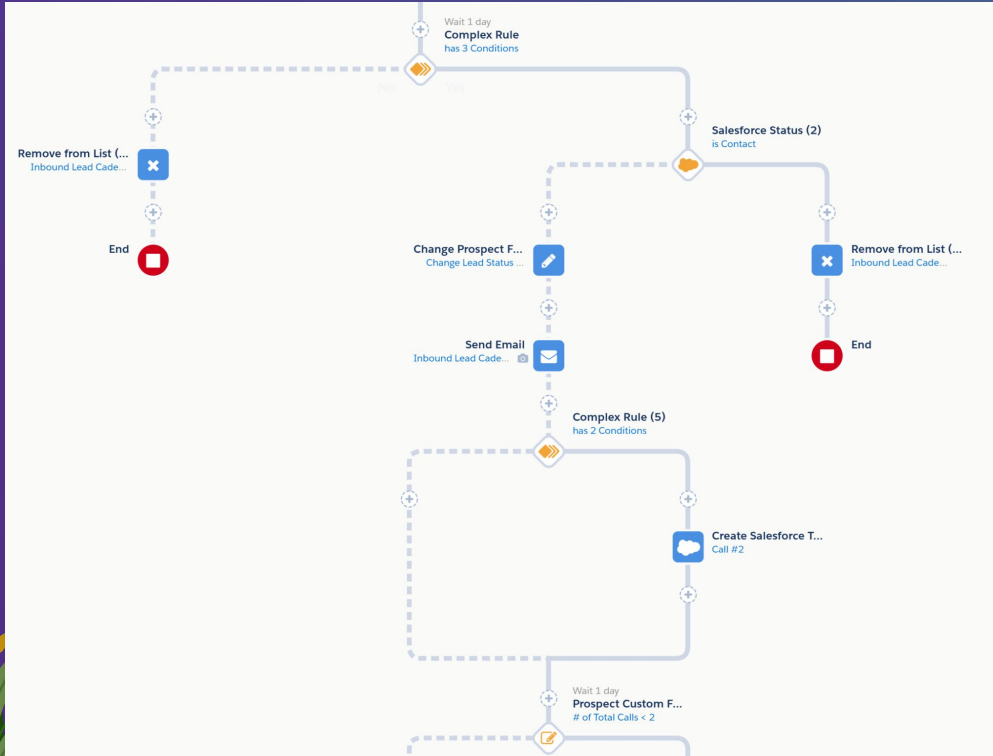 Wait 1 day
Complex Rule
has 3 Conditions
No
Yes
Salesforce Status (2)
is Contact
Remove from List (...
Inbound Lead Cade...
End
Change Prospect F...
Change Lead Status ...
Remove from List (...
Inbound Lead Cade...
Send Email
Inbound Lead Cade...
End
Complex Rule (5)
has 2 Conditions
Create Salesforce T...
Call #2
Wait 1 day
Prospect Custom F...
# of Total Calls < 2